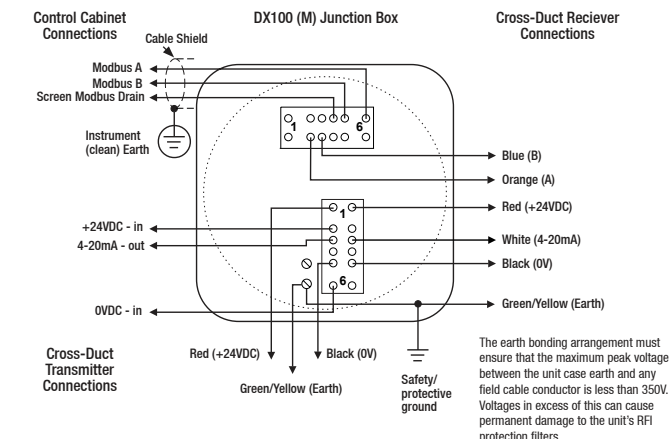 Control Cabinet
Connections
DX100 (M) Junction Box
Cross-Duct Reciever
Connections
Cable Shield
Modbus A
Modbus B
Screen Modbus Drain
Instrument
(clean) Earth
1
6
Blue (B)
Orange (A)
Red (+24VDC)
White (4-20mA)
Black (0V)
Green/Yellow (Earth)
+24VDC - in
4-20mA - out
0VDC - in
1
6
Cross-Duct
Transmitter
Connections
Red (+24VDC)
Black (0V)
Green/Yellow (Earth)
Safety/
protective
ground
The earth bonding arrangement must
ensure that the maximum peak voltage
between the unit case earth and any
field cable conductor is less than 350V.
Voltages in excess of this can cause
permanent damage to the unit's RFI
protection filters